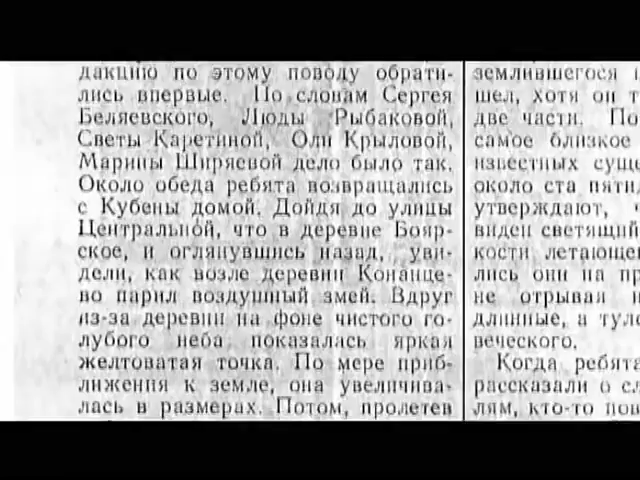 дакцию по этому поводу обрати-
лись впервые. По словам Сергея
Беляевского, Люды Рыбаковой,
Светы Каретиной, Оли Крыловой,
Марины Ширяевой дело было так.
Около обеда ребята возвращались
с Кубены домой. Дойдя до улицы
Центральной, что в деревне Бояр-
ское, и оглянувшись назад, уви-
дели, как возле деревни Конанце-
во парил воздушный змей. Вдруг
из-за деревни на фоне чистого го-
лубого неба показалась яркая
желтоватая точка. По мере приб-
лижения к земле, она увеличива-
лась в размерах. Потом, пролетев
землившегося
шел, хотя он т
две части. По
самое близкое
известных суще
около ста пяти
утверждают,
виден светящий
кости летающе
лись они на пр
не отрывая
длинные, а туло
веческого.
Когда ребята
рассказали о сл
лям, кто-то пов